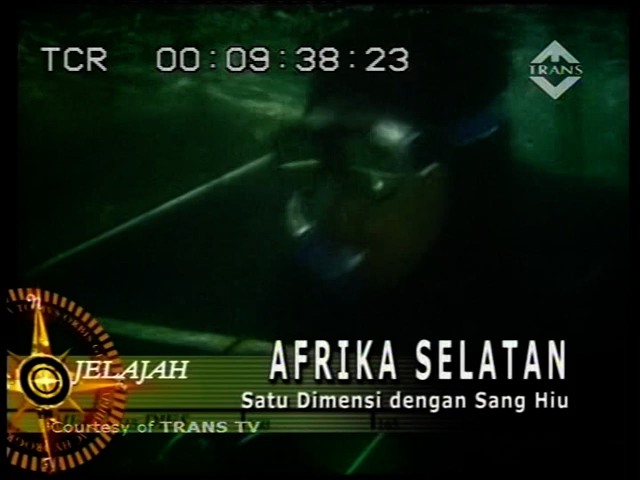 TCR 00:09:38:23
TRANS
JELAJAH
AFRIKA SELATAN
Satu Dimensi dengan Sang Hiu
Courtesy of TRANS TV